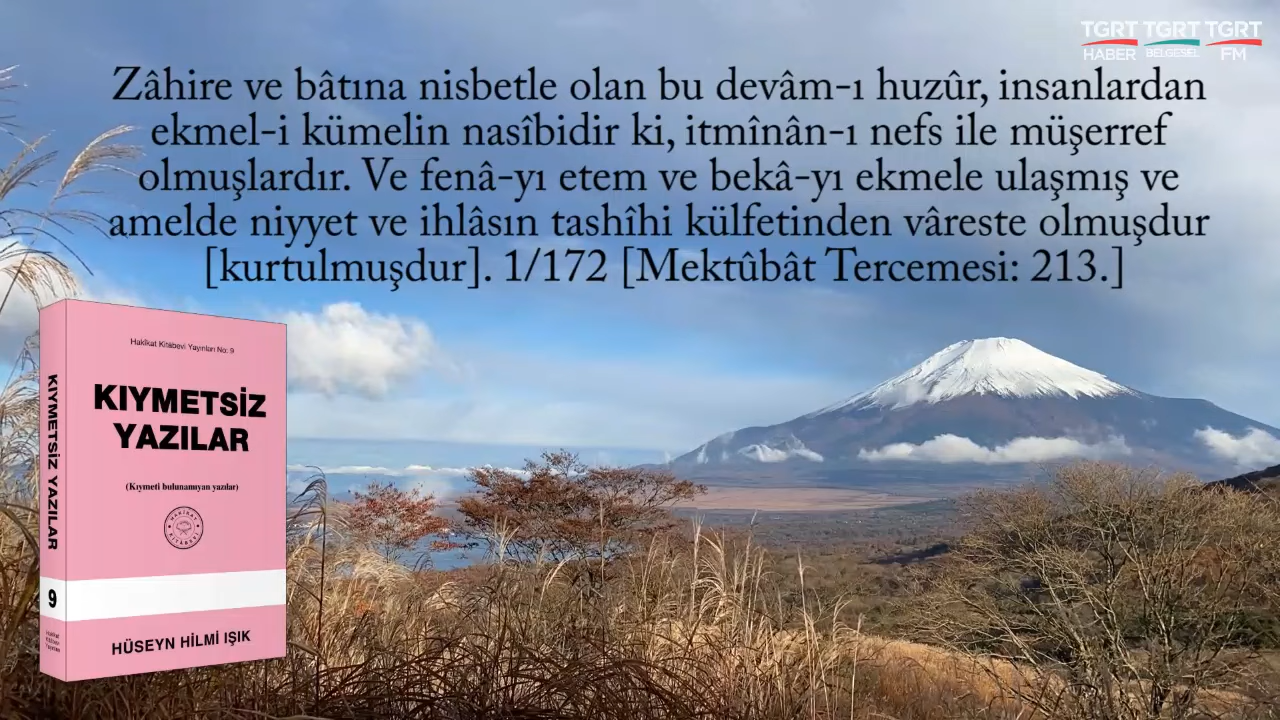 TGRT TGRT TGRT
HABER BELGESEL FM
Zâhire ve bâtına nisbetle olan bu devâm-ı huzûr, insanlardan
ekmel-i kümelin nasîbidir ki, itmînân-ı nefs ile müşerref
olmuşlardır. Ve fenâ-yı etem ve bekâ-yı ekmele ulaşmış ve
amelde niyyet ve ihlâsın tashîhi külfetinden vâreste olmuşdur
[kurtulmuşdur]. 1/172 [Mektûbât Tercemesi: 213.]
Hakîkat Kitâbevi Yayınları No: 9
KIYMETSİZ
YAZILAR
(Kıymeti bulunamıyan yazılar)
HÜSEYN HİLMİ IŞIK
KIYMETSİZ YAZILAR
9